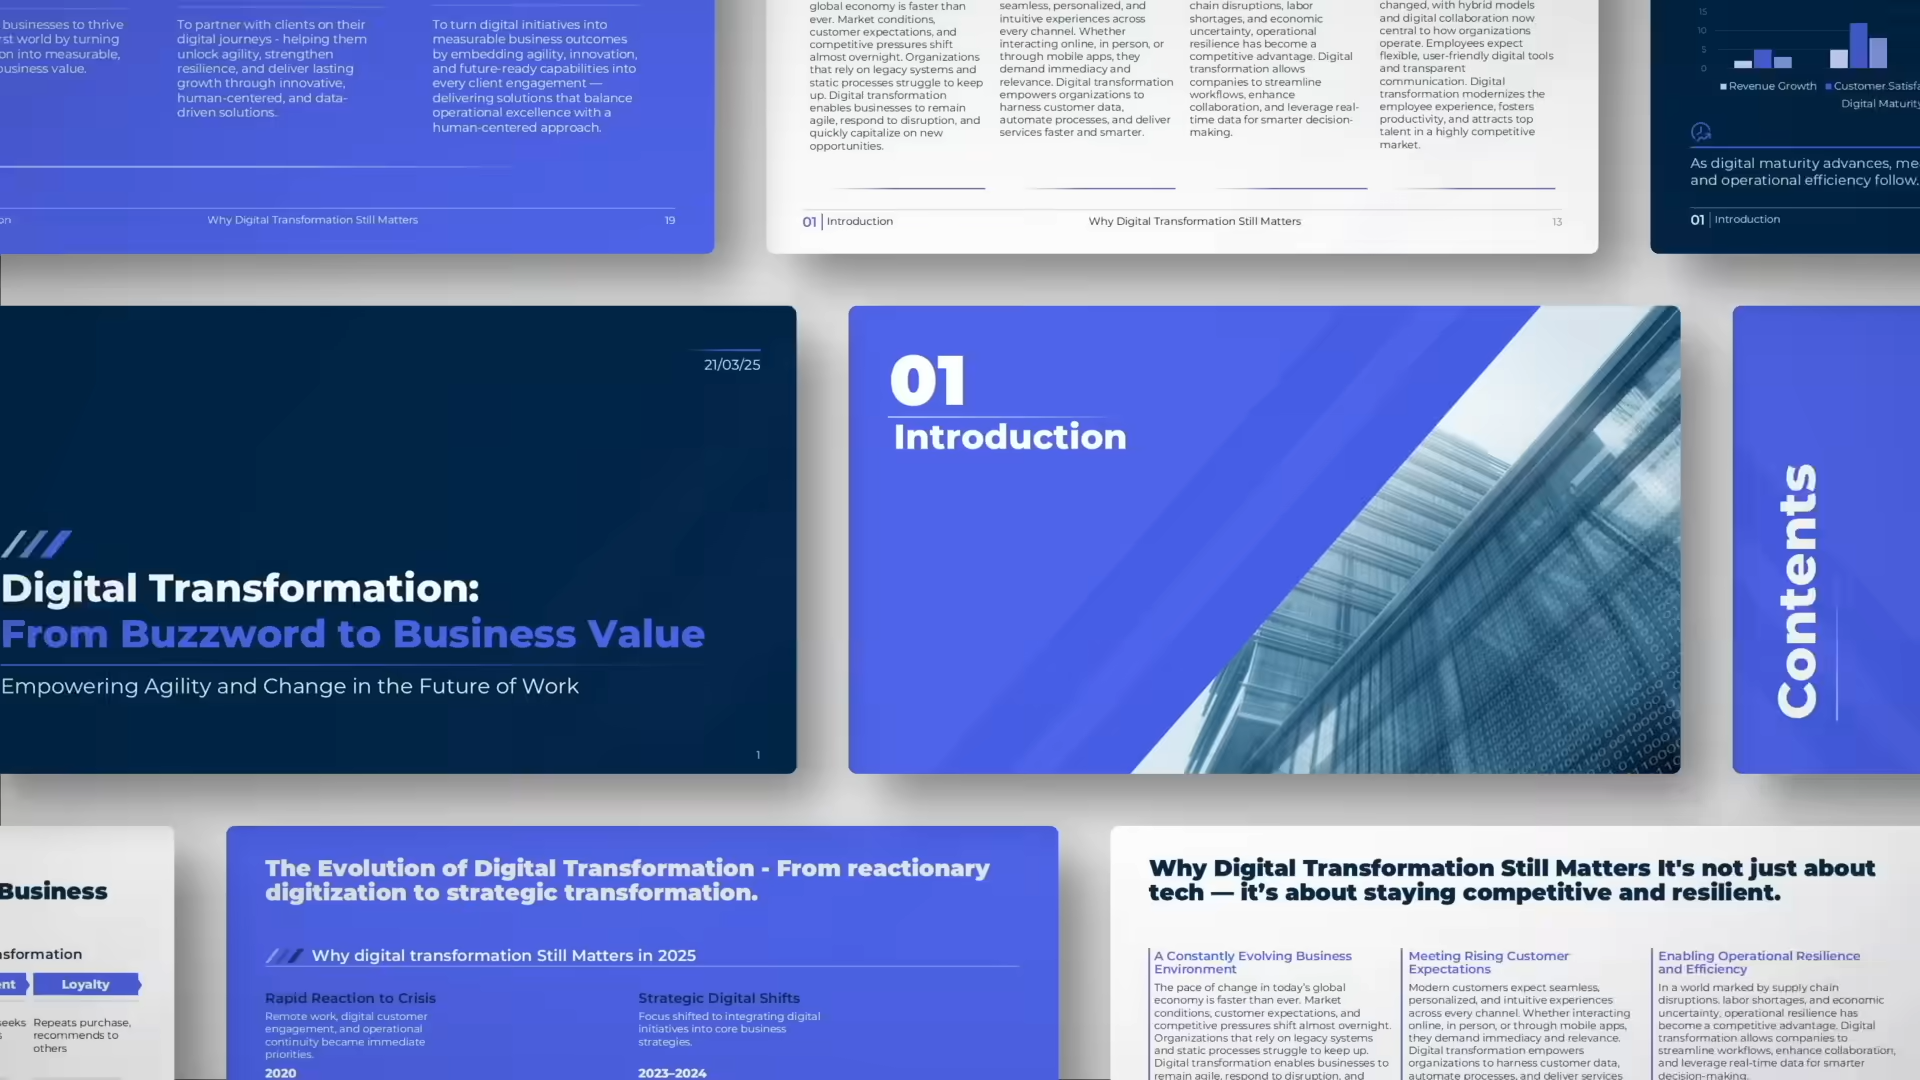 businesses to thrive
st world by turning
on into measurable,
business value.
To partner with clients on their
digital journeys - helping them
unlock agility, strengthen
resilience, and deliver lasting
growth through innovative,
human-centered, and data-
driven solutions.
To turn digital initiatives into
measurable business outcomes
by embedding agility, innovation,
and future-ready capabilities into
every client engagement —
delivering solutions that balance
operational excellence with a
human-centered approach.
on
Why Digital Transformation Still Matters
19
global economy is faster than
ever. Market conditions,
customer expectations, and
competitive pressures shift
almost overnight. Organizations
that rely on legacy systems and
static processes struggle to keep
up. Digital transformation
enables businesses to remain
agile, respond to disruption, and
quickly capitalize on new
opportunities.
seamless, personalized, and
intuitive experiences across
every channel. Whether
interacting online, in person, or
through mobile apps, they
demand immediacy and
relevance. Digital transformation
empowers organizations to
harness customer data,
automate processes, and deliver
services faster and smarter.
chain disruptions, labor
shortages, and economic
uncertainty, operational
resilience has become a
competitive advantage. Digital
transformation allows
companies to streamline
workflows, enhance
collaboration, and leverage real-
time data for smarter decision-
making.
changed, with hybrid models
and digital collaboration now
central to how organizations
operate. Employees expect
flexible, user-friendly digital tools
and transparent
communication. Digital
transformation modernizes the
employee experience, fosters
productivity, and attracts top
talent in a highly competitive
market.
01 Introduction
Why Digital Transformation Still Matters
13
15
10
5
0
Revenue Growth
Customer Satisfa
Digital Maturity
As digital maturity advances, me
and operational efficiency follow.
01 Introduction
21/03/25
Digital Transformation:
From Buzzword to Business Value
Empowering Agility and Change in the Future of Work
1
01
Introduction
Contents
Business
sformation
nt
Loyalty
seeks
s
Repeats purchase,
recommends to
others
The Evolution of Digital Transformation - From reactionary
digitization to strategic transformation.
Why digital transformation Still Matters in 2025
Rapid Reaction to Crisis
Remote work, digital customer
engagement, and operational
continuity became immediate
priorities.
2020
Strategic Digital Shifts
Focus shifted to integrating digital
initiatives into core business
strategies.
2023–2024
Why Digital Transformation Still Matters It's not just about
tech — it’s about staying competitive and resilient.
A Constantly Evolving Business
Environment
The pace of change in today’s global
economy is faster than ever. Market
conditions, customer expectations, and
competitive pressures shift almost overnight.
Organizations that rely on legacy systems
and static processes struggle to keep up.
Digital transformation enables businesses to
remain agile, respond to disruption, and
Meeting Rising Customer
Expectations
Modern customers expect seamless,
personalized, and intuitive experiences
across every channel. Whether interacting
online, in person, or through mobile apps,
they demand immediacy and relevance.
Digital transformation empowers
organizations to harness customer data,
automate processes, and deliver services
Enabling Operational Resilience
and Efficiency
In a world marked by supply chain
disruptions, labor shortages, and economic
uncertainty, operational resilience has
become a competitive advantage. Digital
transformation allows companies to
streamline workflows, enhance collaboration,
and leverage real-time data for smarter
decision-making.